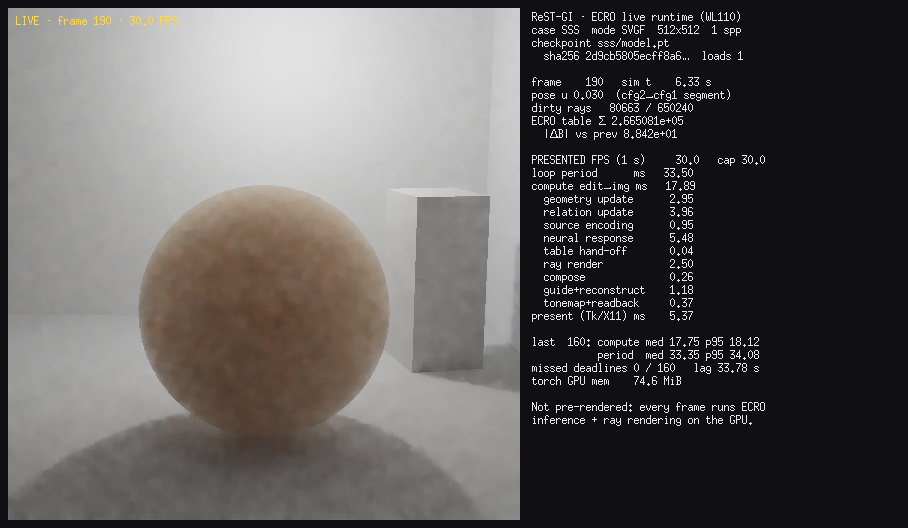 LIVE · frame 190 · 30.0 FPS
ReST-GI · ECRO live runtime (WL110)
case SSS  mode SVGF  512x512  1 spp
checkpoint sss/model.pt
sha256 2d9cb5805ecff8a6…  loads 1
frame    190   sim t    6.33 s
pose u 0.030  (cfg2_cfg1 segment)
dirty rays   80663 / 650240
ECRO table Σ 2.665081e+05
|ΔB| vs prev 8.842e+01
PRESENTED FPS (1 s)     30.0   cap 30.0
loop period      ms   33.50
compute edit_img ms   17.89
geometry update      2.95
relation update      3.96
source encoding      0.95
neural response      5.48
table hand-off       0.04
ray render           2.50
compose              0.26
guide+reconstruct    1.18
tonemap+readback     0.37
present (Tk/X11) ms    5.37
last  160: compute med 17.75 p95 18.12
period  med 33.35 p95 34.08
missed deadlines 0 / 160   lag 33.78 s
torch GPU mem    74.6 MiB
Not pre-rendered: every frame runs ECRO
inference + ray rendering on the GPU.